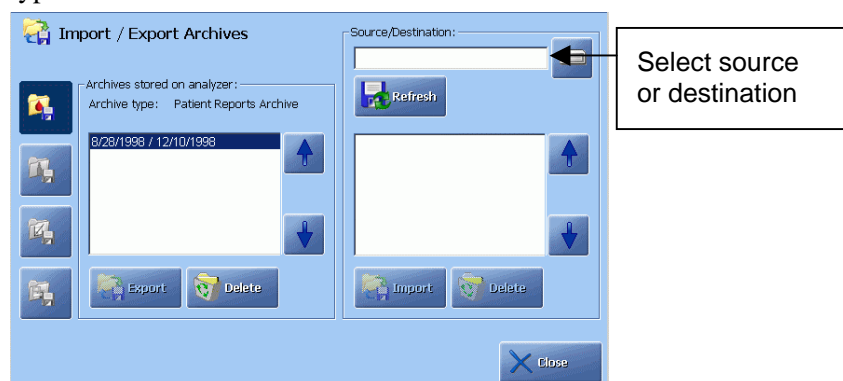 Import / Export Archives
Source/Destination:
Select source
or destination
Refresh
Archives stored on analyzer:
Archive type: Patient Reports Archive
8/28/1998 / 12/10/1998
Export
Delete
Import
Delete
Close